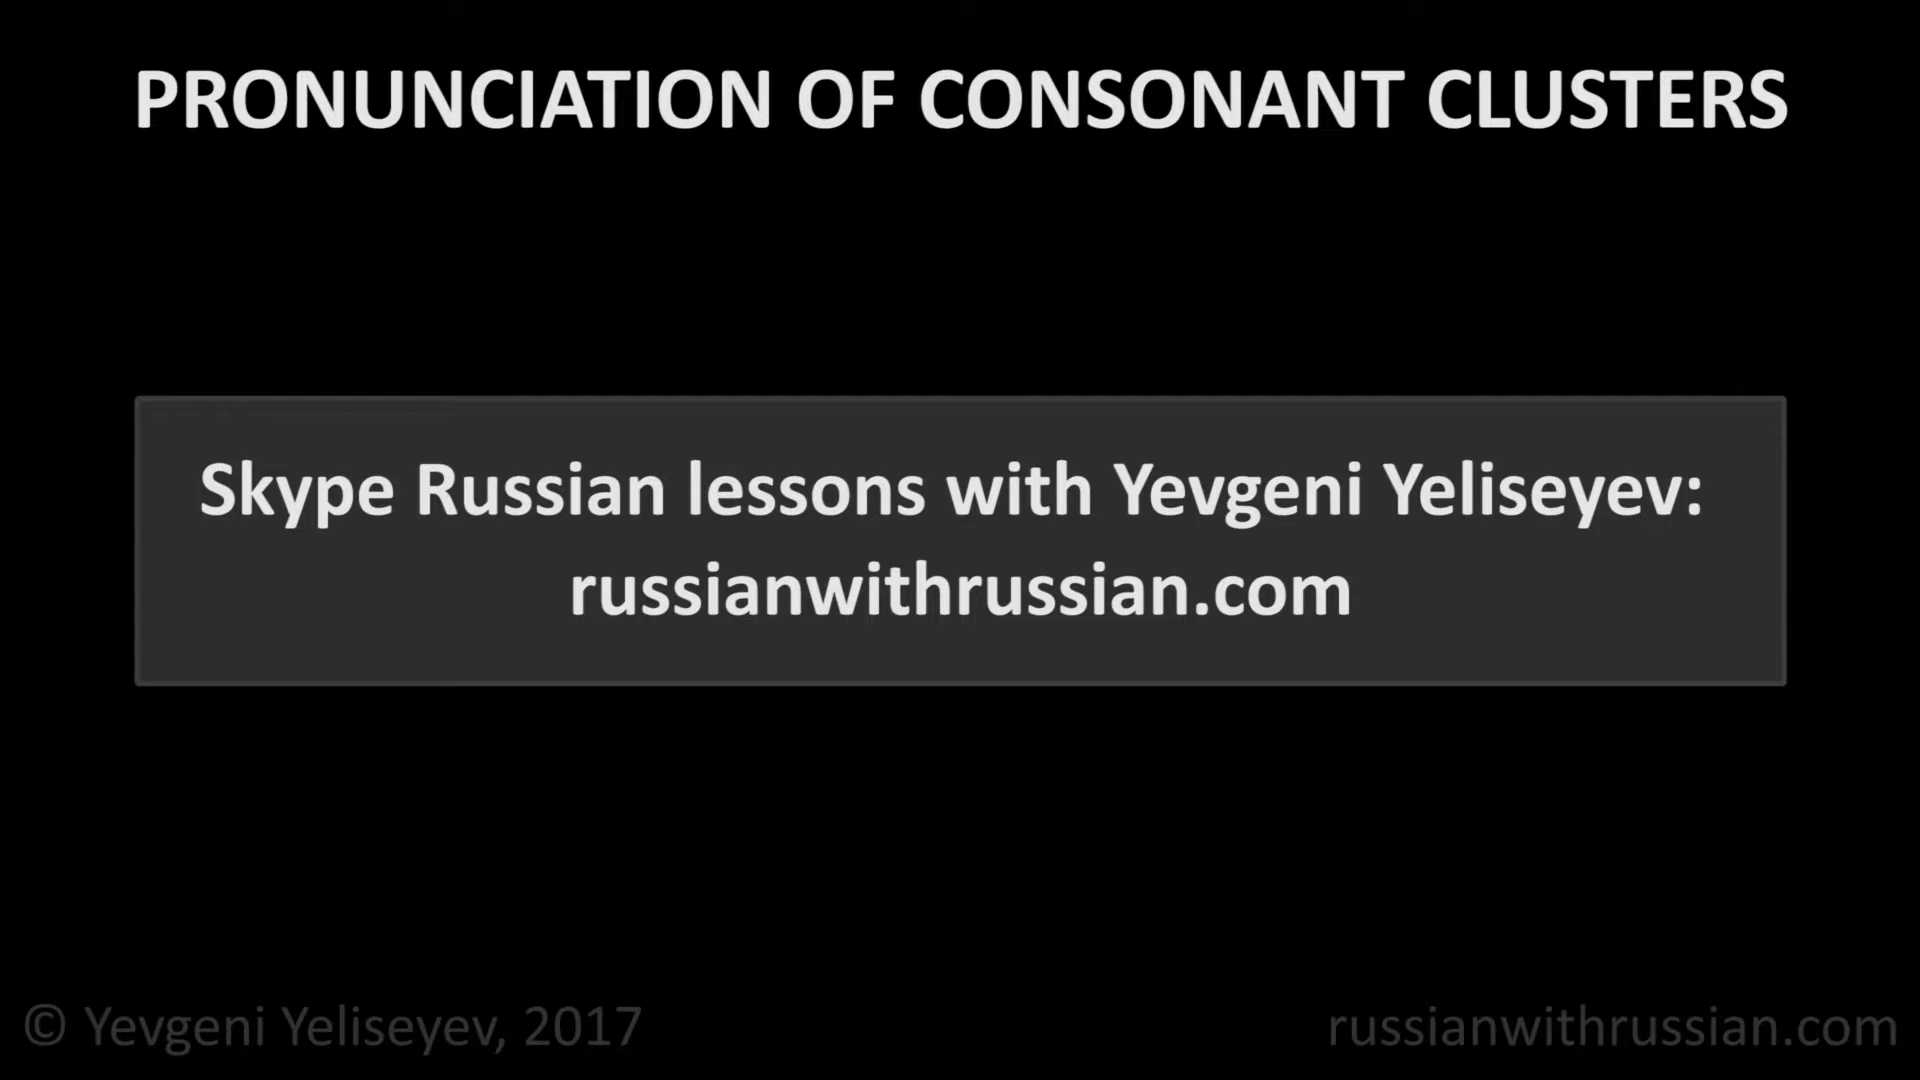 PRONUNCIATION OF CONSONANT CLUSTERS
Skype Russian lessons with Yevgeni Yeliseyev:
russianwithrussian.com
© Yevgeni Yeliseyev, 2017
russianwithrussian.com